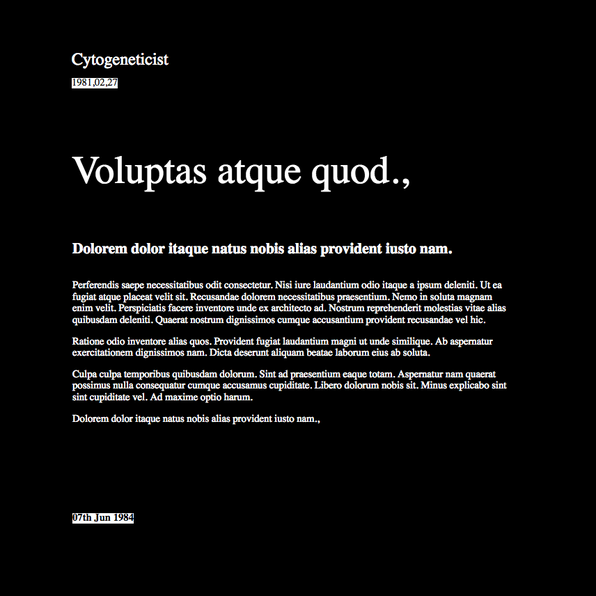 Cytogeneticist
1981,02,27
Voluptas atque quod.,
Dolorem dolor itaque natus nobis alias provident iusto nam.
Perferendis saepe necessitatibus odit consectetur. Nisi iure laudantium odio itaque a ipsum deleniti. Ut ea
fugiat atque placeat velit sit. Recusandae dolorem necessitatibus praesentium. Nemo in soluta magnam
enim velit. Perspiciatis facere inventore unde ex architecto ad. Nostrum reprehenderit molestias vitae alias
quibusdam deleniti. Quaerat nostrum dignissimos cumque accusantium provident recusandae vel hic.
Ratione odio inventore alias quos. Provident fugiat laudantium magni ut unde similique. Ab aspernatur
exercitationem dignissimos nam. Dicta deserunt aliquam beatae laborum eius ab soluta.
Culpa culpa temporibus quibusdam dolorum. Sint ad praesentium eaque totam. Aspernatur nam quaerat
possimus nulla consequatur cumque accusamus cupiditate. Libero dolorum nobis sit. Minus explicabo sint
sint cupiditate vel. Ad maxime optio harum.
Dolorem dolor itaque natus nobis alias provident iusto nam.,
07th Jun 1984